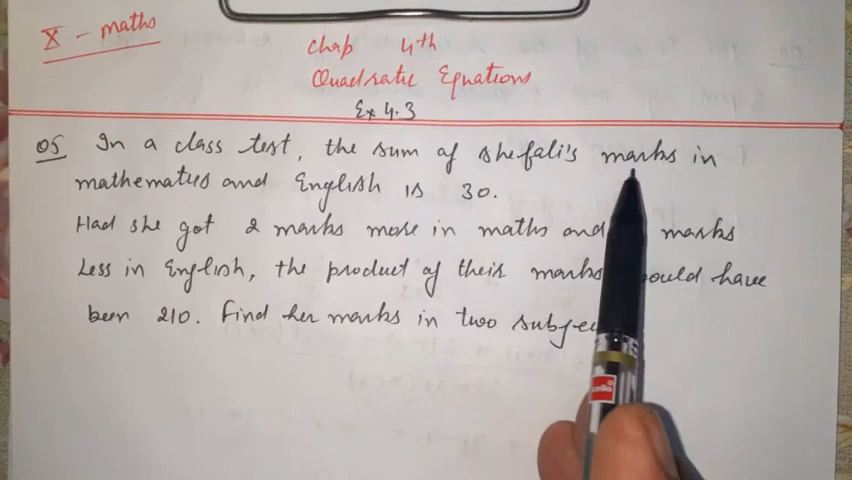 X - maths
Chap 4th
Quadratic Equations
Ex 4.3
Q5 In a class test, the sum of shefali's marks in
mathematics and English is 30.
Had she got 2 marks more in maths and marks
Less in English, the product of their marks would have
been 210. Find her marks in two
cello